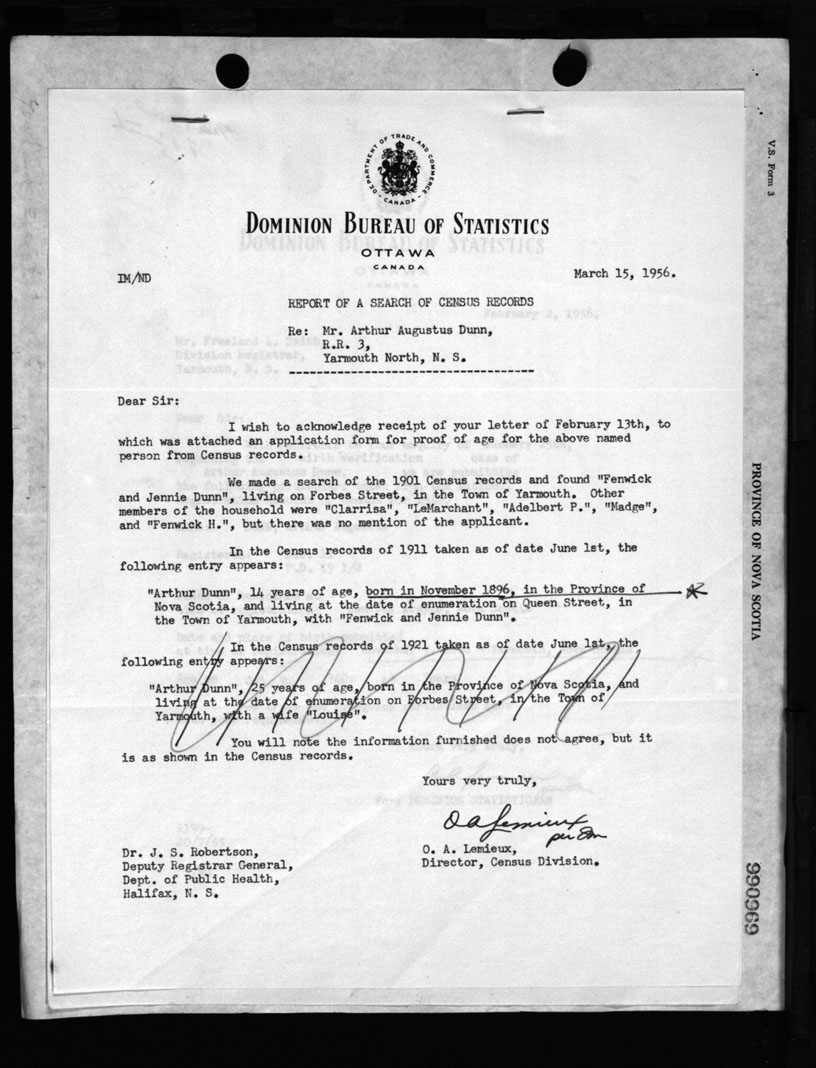 DEPARTMENT OF TRADE AND COMMERCE
- CANADA -
DOMINION BUREAU OF STATISTICS
OTTAWA
CANADA
IM/ND
March 15, 1956.
REPORT OF A SEARCH OF CENSUS RECORDS
Re: Mr. Arthur Augustus Dunn,
R.R. 3,
Yarmouth North, N. S.
Dear Sir:
I wish to acknowledge receipt of your letter of February 13th, to
which was attached an application form for proof of age for the above named
person from Census records.
We made a search of the 1901 Census records and found "Fenwick
and Jennie Dunn", living on Forbes Street, in the Town of Yarmouth. Other
members of the household were "Clarrisa", "LeMarchant", "Adelbert P.", "Madge",
and "Fenwick H.", but there was no mention of the applicant.
In the Census records of 1911 taken as of date June 1st, the
following entry appears:
"Arthur Dunn", 14 years of age, born in November 1896, in the Province of
Nova Scotia, and living at the date of enumeration on Queen Street, in
the Town of Yarmouth, with "Fenwick and Jennie Dunn".
In the Census records of 1921 taken as of date June 1st, the
following entry appears:
"Arthur Dunn", 25 years of age, born in the Province of Nova Scotia, and
living at the date of enumeration on Forbes Street, in the Town of
Yarmouth, with a wife "Louise".
You will note the information furnished does not agree, but it
is as shown in the Census records.
Yours very truly,
O A Lemieux
per
O. A. Lemieux,
Director, Census Division.
Dr. J. S. Robertson,
Deputy Registrar General,
Dept. of Public Health,
Halifax, N. S.
V.S. Form 3
PROVINCE OF NOVA SCOTIA
990969
February 2, 1956.
Mr. Freeland A. Smith
Division Registrar,
Yarmouth, N. S.